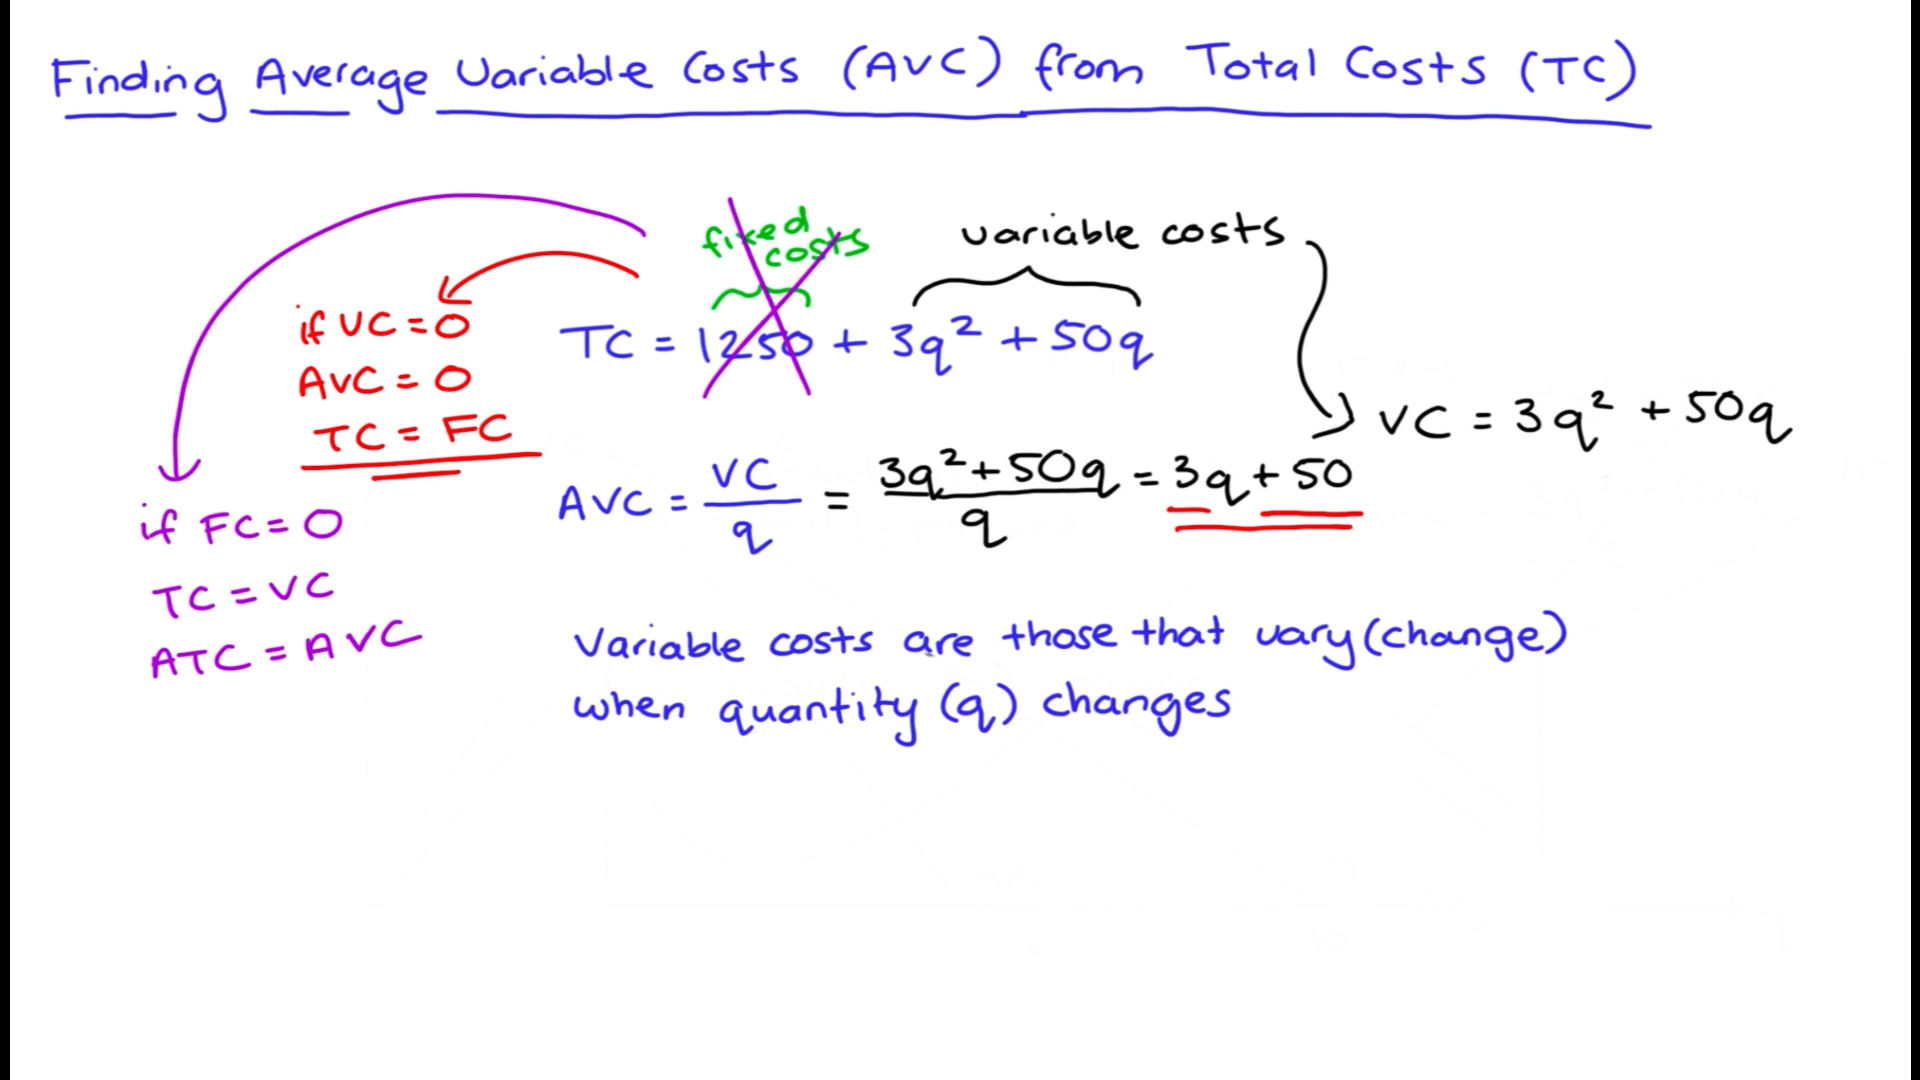 Finding Average Variable Costs (AVC) from Total Costs (TC)
fixed
costs
variable costs
if VC = 0
AVC = 0
TC = FC
TC = 1250 + 3q² + 50q
VC = 3q² + 50q
AVC = VC/q = 3q²+50q/q = 3q+50
if FC = 0
TC = VC
ATC = AVC
Variable costs are those that vary (change)
when quantity (q) changes